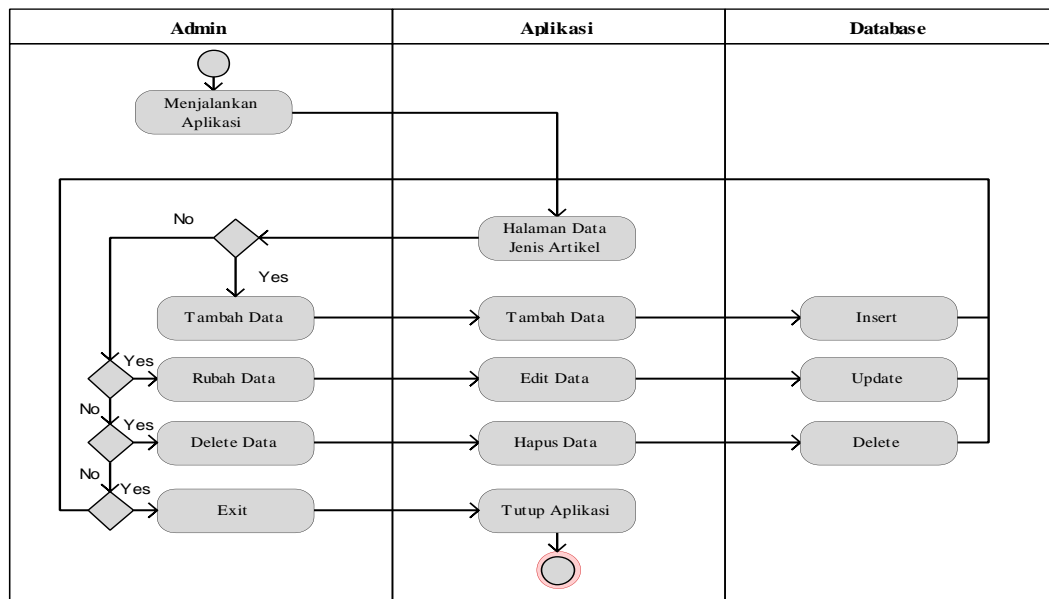 Admin
Aplikasi
Database
Menjalankan
Aplikasi
Halaman Data
Jenis Artikel
No
Yes
Tambah Data
Tambah Data
Insert
Yes
Rubah Data
Edit Data
Update
No
Yes
Delete Data
Hapus Data
Delete
No
Yes
Exit
Tutup Aplikasi